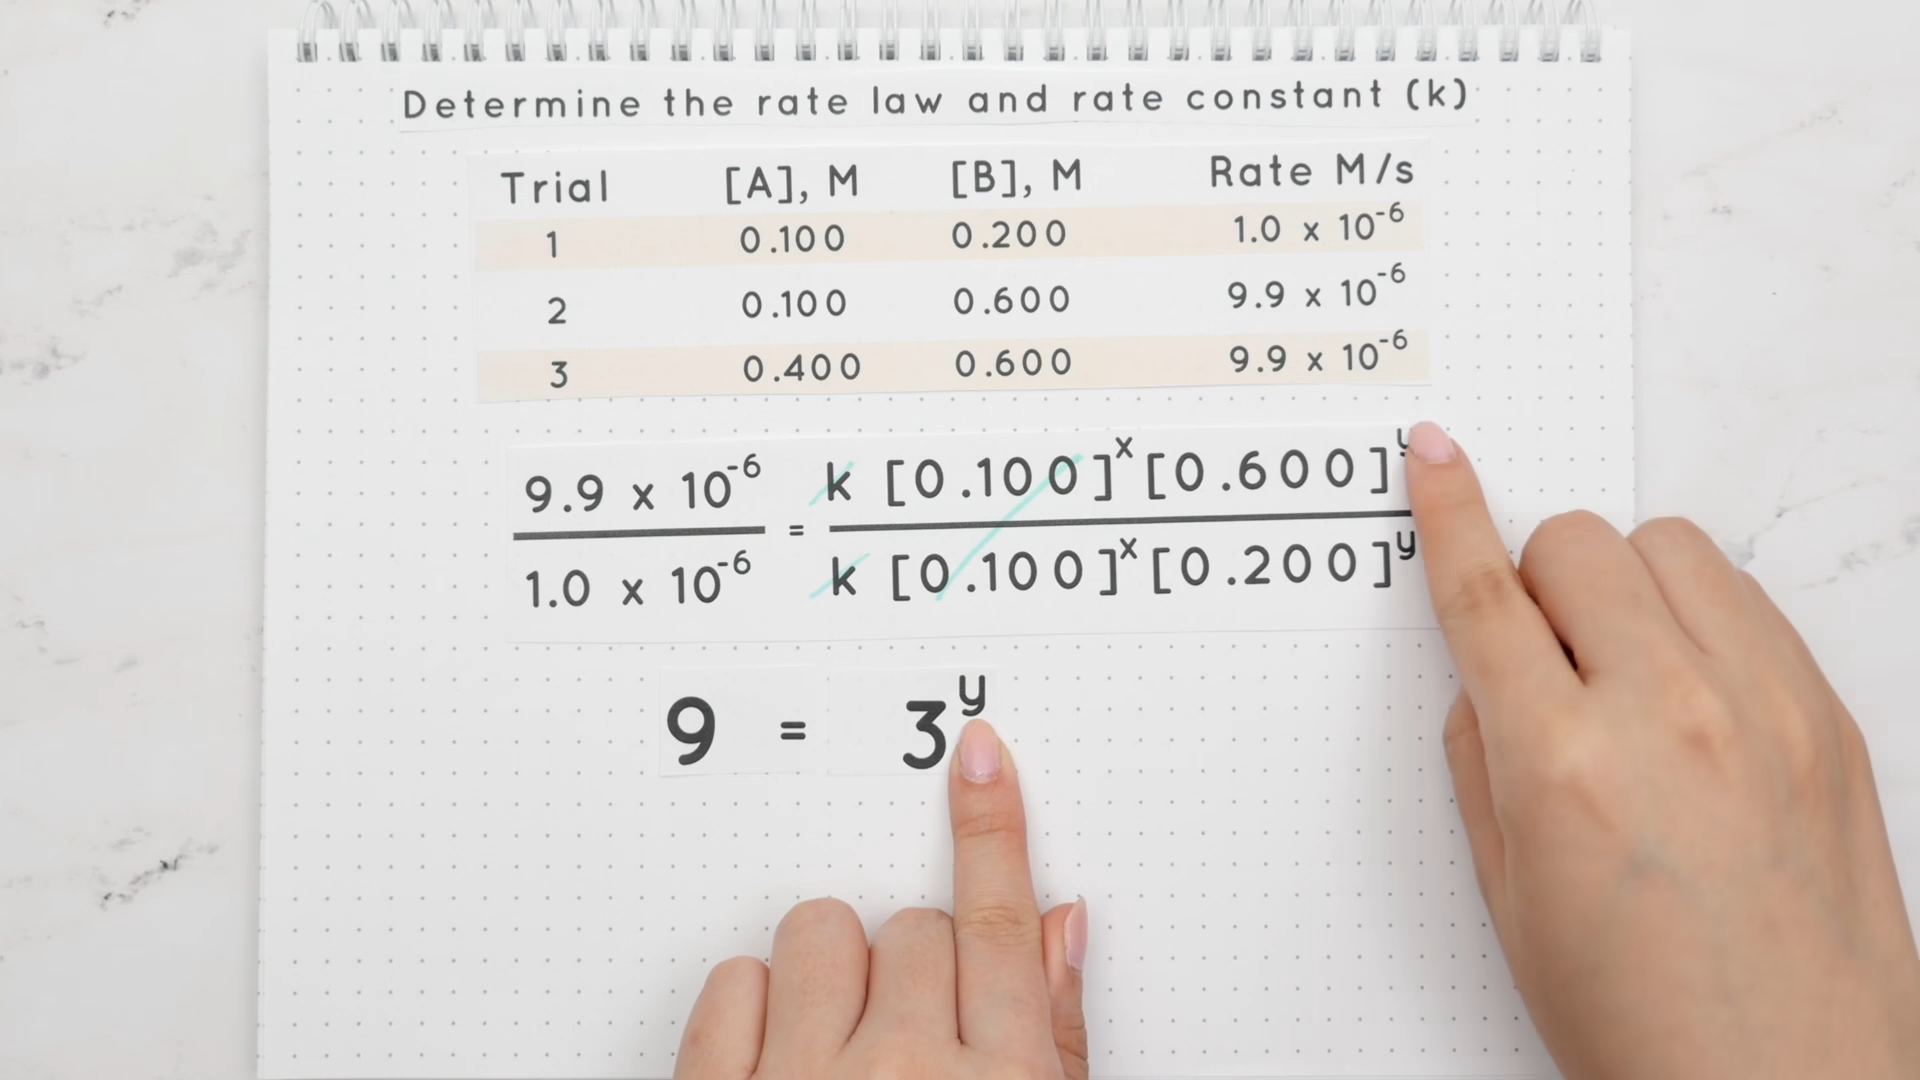 Determine the rate law and rate constant (k)
Trial [A], M [B], M Rate M/s
1 0.100 0.200 1.0 x 10⁻⁶
2 0.100 0.600 9.9 x 10⁻⁶
3 0.400 0.600 9.9 x 10⁻⁶
9.9 x 10⁻⁶ = k [0.100]ˣ[0.600]ʸ
1.0 x 10⁻⁶ k [0.100]ˣ[0.200]ʸ
9 = 3ʸ